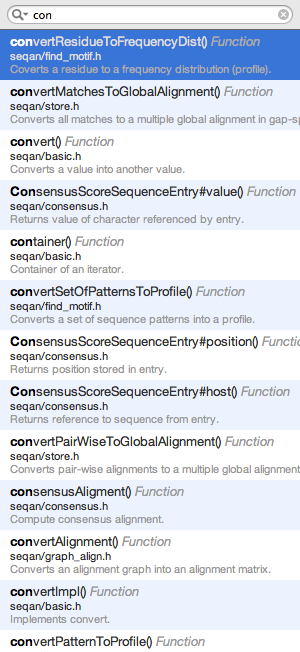 con
convertResidueToFrequencyDist() Function
seqan/find_motif.h
Coverts a residue to a frequency distribution (profile).
convertMatchesToGlobalAlignment() Function
seqan/store.h
Converts all matches to a multiple global alignment in gap-sp
convert() Function
seqan/basic.h
Converts a value into another value.
ConsensusScoreSequenceEntry#value() Function
seqan/consensus.h
Returns value of character referenced by entry.
container() Function
seqan/basic.h
Container of an iterator.
convertSetOfPatternsToProfile() Function
seqan/find_motif.h
Converts a set of sequence patterns into a profile.
ConsensusScoreSequenceEntry#position() Functio
seqan/consensus.h
Returns position stored in entry.
ConsensusScoreSequenceEntry#host() Function
seqan/consensus.h
Returns reference to sequence from entry.
convertPairWiseToGlobalAlignment() Function
seqan/store.h
Converts pair-wise alignments to a multiple global alignment
consensusAligment() Function
seqan/consensus.h
Compute consensus alignment.
convertAlignment() Function
seqan/graph_align.h
Converts an alignment graph into an alignment matrix.
convertImpl() Function
seqan/basic.h
Implements convert.
convertPatternToProfile() Function